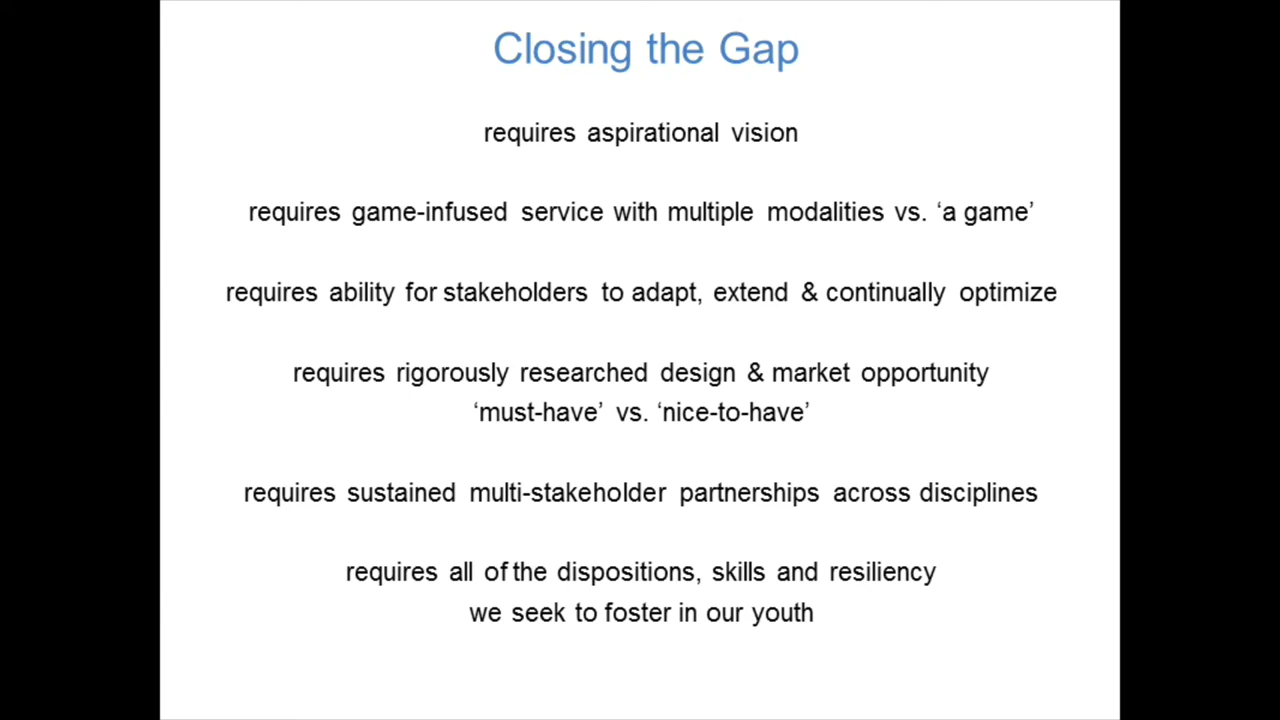 Closing the Gap
requires aspirational vision
requires game-infused service with multiple modalities vs. ‘a game’
requires ability for stakeholders to adapt, extend & continually optimize
requires rigorously researched design & market opportunity
‘must-have’ vs. ‘nice-to-have’
requires sustained multi-stakeholder partnerships across disciplines
requires all of the dispositions, skills and resiliency
we seek to foster in our youth